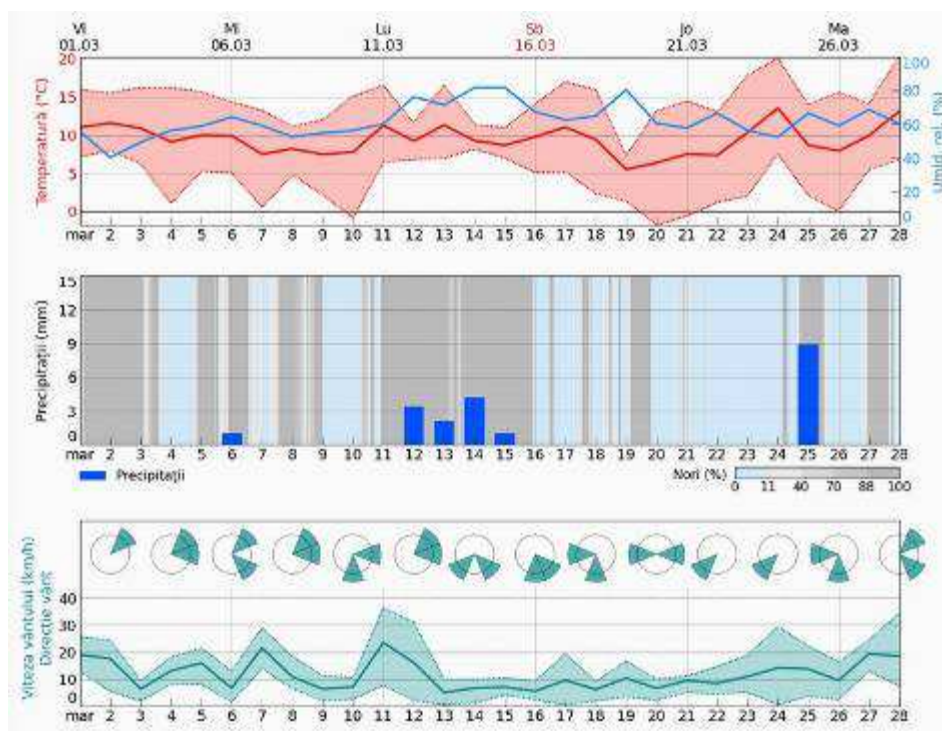 Vi Mi Lu Sb Jo Ma
01.03 06.03 11.03 16.03 21.03 26.03
Temperatură (°C)
20
15
10
5
0
Umid. rel. (%)
100
80
60
40
20
0
mar 2 3 4 5 6 7 8 9 10 11 12 13 14 15 16 17 18 19 20 21 22 23 24 25 26 27 28
Precipitații (mm)
15
12
9
6
3
0
mar 2 3 4 5 6 7 8 9 10 11 12 13 14 15 16 17 18 19 20 21 22 23 24 25 26 27 28
Precipitații
Nori (%)
0 11 40 70 88 100
Viteza vântului (km/h)
Direcție vânt
40
30
20
10
0
mar 2 3 4 5 6 7 8 9 10 11 12 13 14 15 16 17 18 19 20 21 22 23 24 25 26 27 28